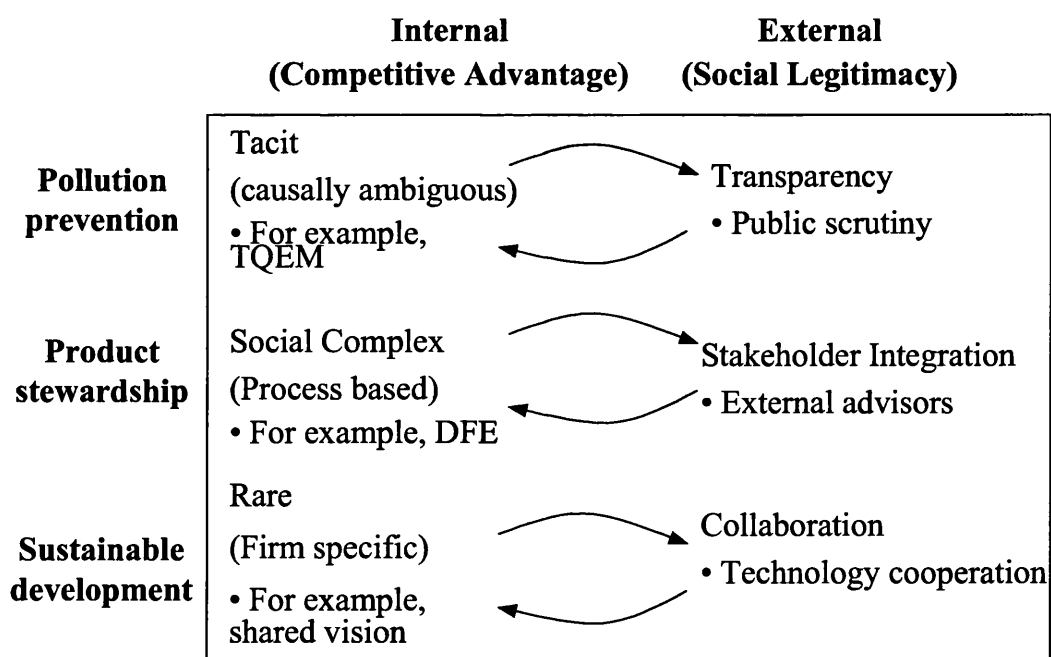 Internal
(Competitive Advantage)
External
(Social Legitimacy)
Pollution
prevention
Tacit
(causally ambiguous)
• For example,
TQEM
Transparency
• Public scrutiny
Product
stewardship
Social Complex
(Process based)
• For example, DFE
Stakeholder Integration
• External advisors
Sustainable
development
Rare
(Firm specific)
• For example,
shared vision
Collaboration
• Technology cooperation